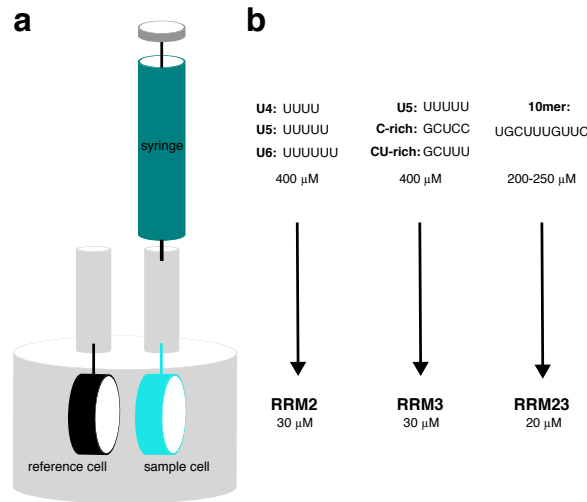 a
syringe
reference cell
sample cell
b
U4: UUUU
U5: UUUUU
U6: UUUUUU
400 μM
RRM2
30 μM
U5: UUUUU
C-rich: GCUCC
CU-rich: GCUUU
400 μM
RRM3
30 μM
10mer:
UGCUUUGUUC
200-250 μM
RRM23
20 μM